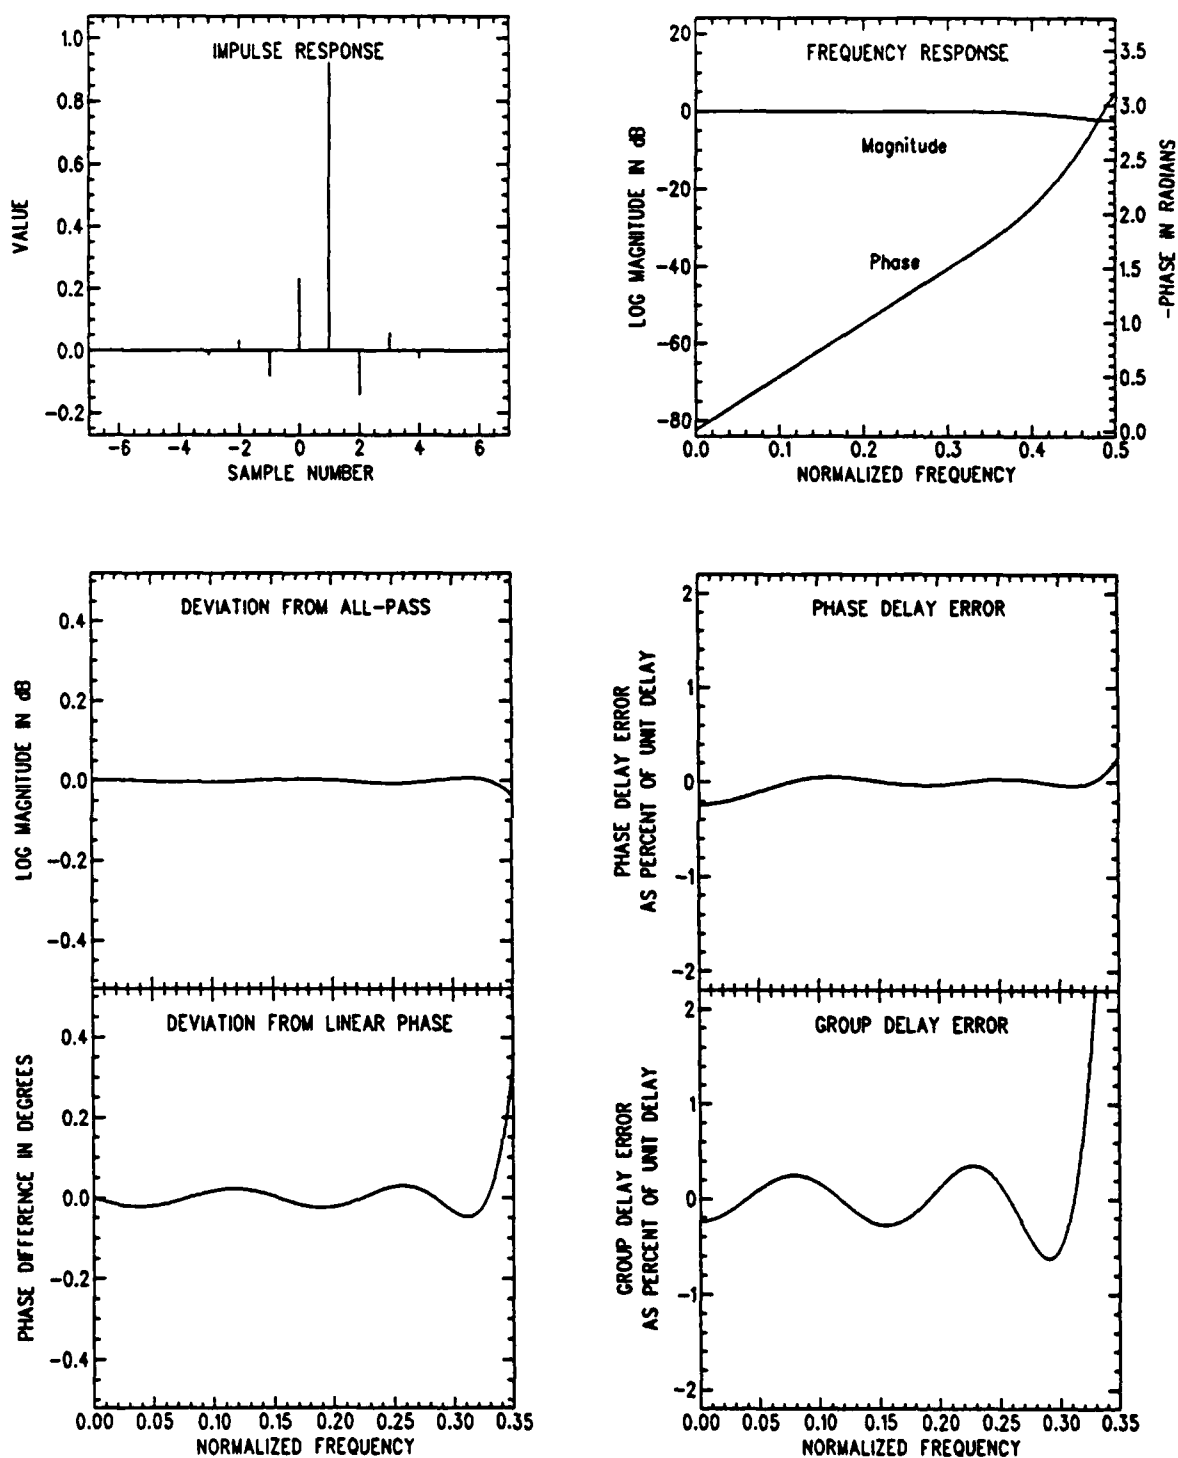 IMPULSE RESPONSE
1.0
0.8
0.6
0.4
0.2
0.0
-0.2
VALUE
-6 -4 -2 0 2 4 6
SAMPLE NUMBER
FREQUENCY RESPONSE
20
0
-20
-40
-60
-80
LOG MAGNITUDE IN dB
Magnitude
Phase
3.5
3.0
2.5
2.0
1.5
1.0
0.5
0.0
-PHASE IN RADIANS
0.0 0.1 0.2 0.3 0.4 0.5
NORMALIZED FREQUENCY
DEVIATION FROM ALL-PASS
0.4
0.2
0.0
-0.2
-0.4
LOG MAGNITUDE IN dB
DEVIATION FROM LINEAR PHASE
0.4
0.2
0.0
-0.2
-0.4
PHASE DIFFERENCE IN DEGREES
0.00 0.05 0.10 0.15 0.20 0.25 0.30 0.35
NORMALIZED FREQUENCY
PHASE DELAY ERROR
2
1
0
-1
-2
PHASE DELAY ERROR
AS PERCENT OF UNIT DELAY
GROUP DELAY ERROR
2
1
0
-1
-2
GROUP DELAY ERROR
AS PERCENT OF UNIT DELAY
0.00 0.05 0.10 0.15 0.20 0.25 0.30 0.35
NORMALIZED FREQUENCY